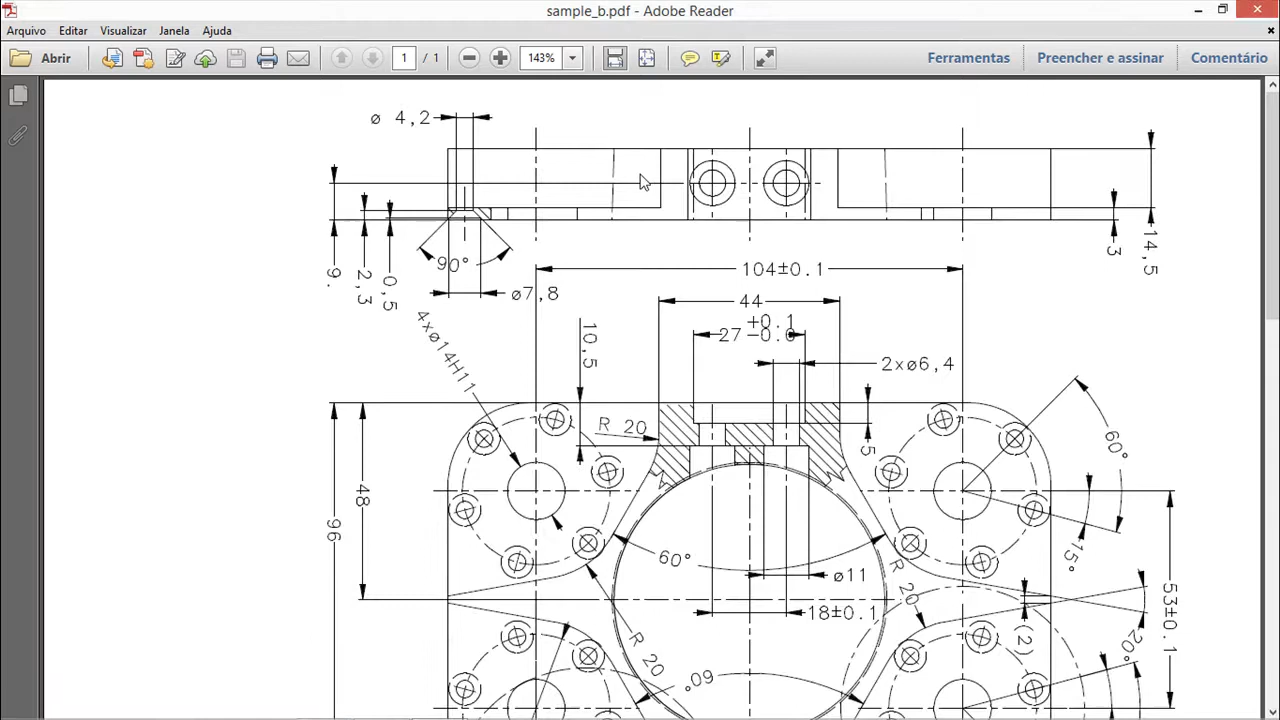 sample_b.pdf - Adobe Reader
Arquivo Editar Visualizar Janela Ajuda
Abrir 1 / 1 143% Ferramentas Preencher e assinar Comentário
ø 4,2
90°
9.
2,3
0,5
ø7,8
104±0.1
3
14,5
44
+0.1
27 -0.0
10,5
4xø14H11
2xø6,4
R 20
5
60°
48
96
15°
60°
ø11
R 20
18±0.1
53±0.1
R 20
(2)
20°
60°